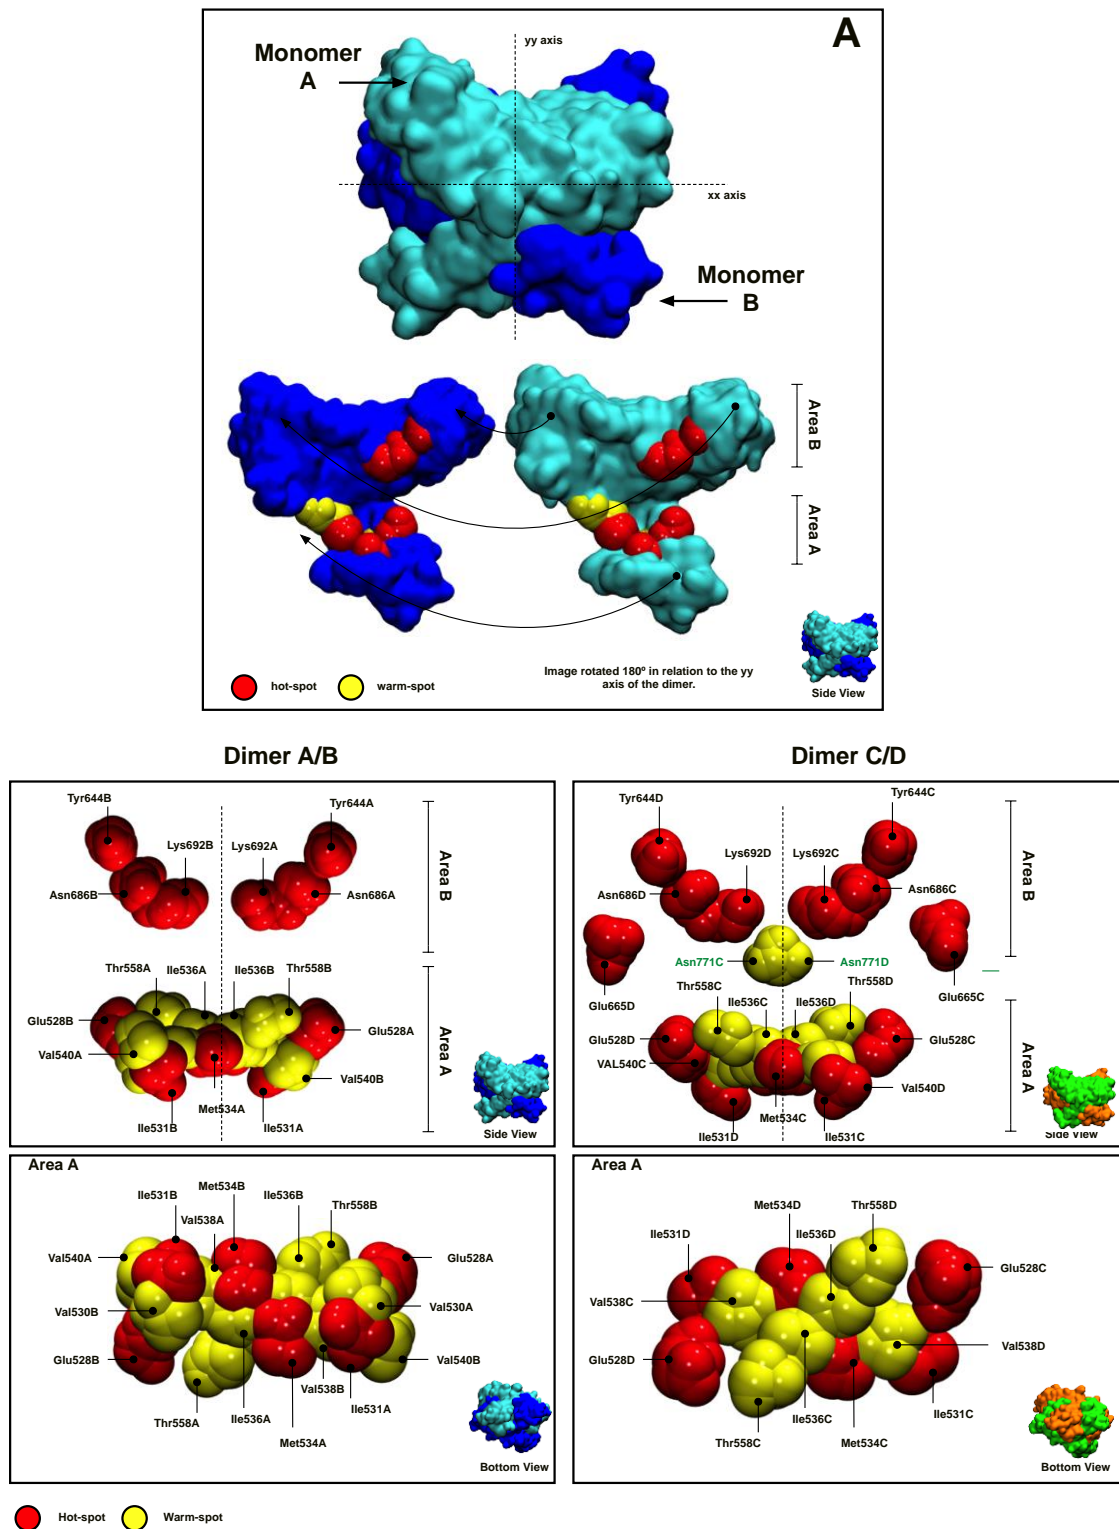 A
yy axis
Monomer
A
xx axis
Monomer
B
Area B
Area A
hot-spot
warm-spot
Image rotated 180º in relation to the yy
axis of the dimer.
Side View
Dimer A/B
Tyr644B
Tyr644A
Lys692B
Lys692A
Asn686B
Asn686A
Area B
Thr558A
Ile536A
Ile536B
Thr558B
Glu528B
Glu528A
Val540A
Val540B
Met534A
Ile531B
Ile531A
Area A
Side View
Dimer C/D
Tyr644D
Tyr644C
Lys692D
Lys692C
Asn686D
Asn686C
Area B
Asn771C
Asn771D
Glu665D
Glu665C
Thr558C
Ile536C
Ile536D
Thr558D
Glu528D
Glu528C
VAL540C
Val540D
Met534C
Ile531D
Ile531C
Area A
Side View
Area A
Ile531B
Met534B
Ile536B
Thr558B
Val538A
Val540A
Glu528A
Val530B
Val530A
Glu528B
Val540B
Val538B
Thr558A
Ile536A
Ile531A
Met534A
Bottom View
Area A
Met534D
Thr558D
Ile531D
Ile536D
Glu528C
Val538C
Val538D
Glu528D
Ile536C
Ile531C
Thr558C
Met534C
Bottom View
Hot-spot
Warm-spot